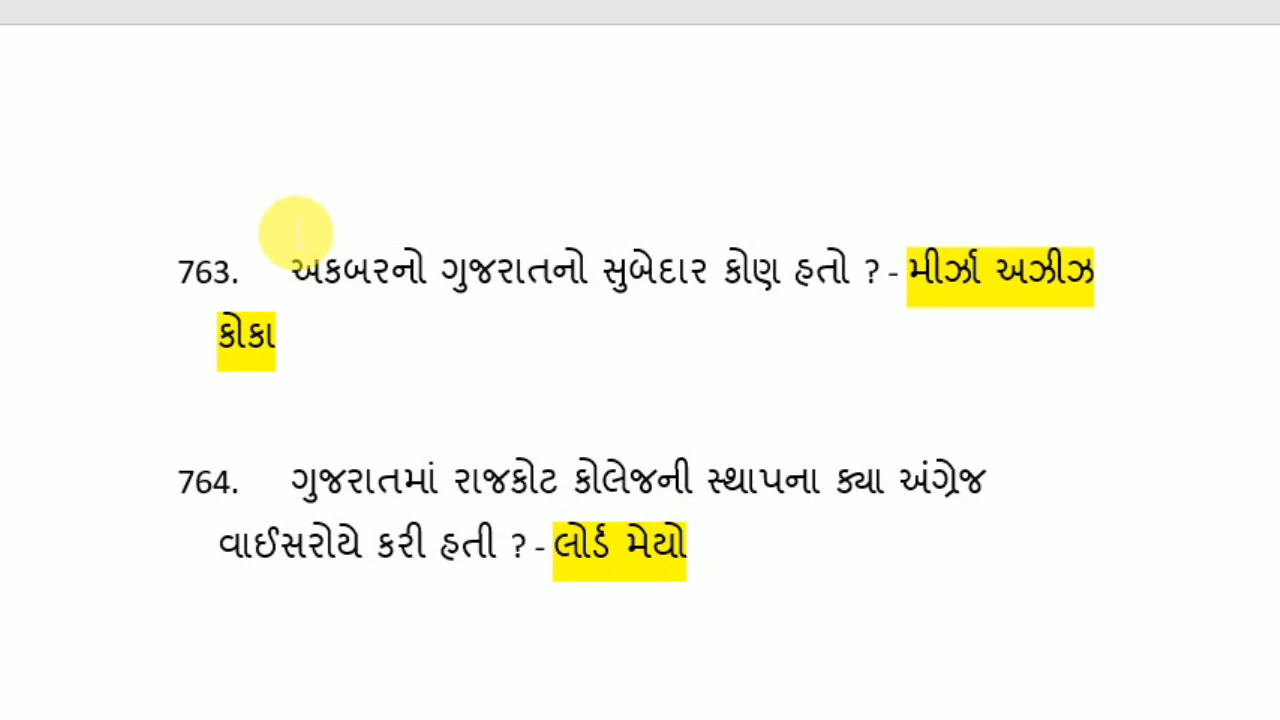 763. અકબરનો ગુજરાતનો સુબેદાર કોણ હતો ? - મીર્ઝા અઝીઝ
કોકા
764. ગુજરાતમાં રાજકોટ કોલેજની સ્થાપના ક્યા અંગ્રેજ
વાઈસરોયે કરી હતી ? - લોર્ડ મેયો